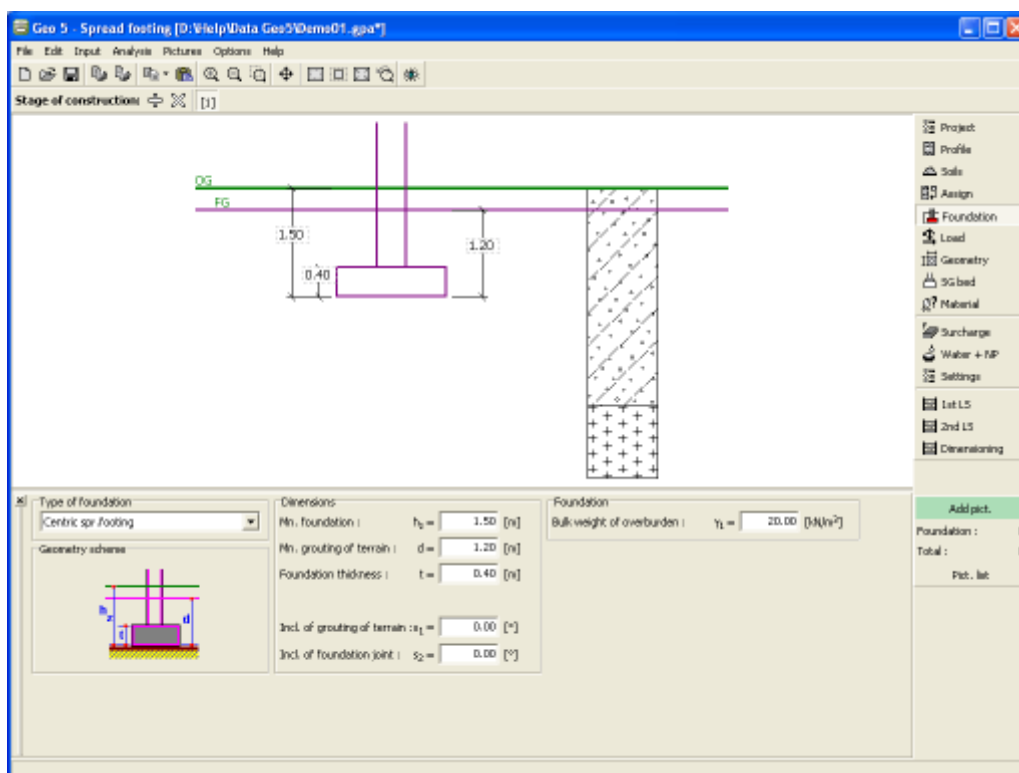 Geo 5 - Spread footing [D:\Help\Data Geo5\Demo01.gpa*]
File Edit Input Analysis Pictures Options Help
Stage of construction: [1]
OG
FG
1.50
1.20
0.40
Project
Profile
Soils
Assign
Foundation
Load
Geometry
SG bed
Material
Surcharge
Water + NP
Settings
1st LS
2nd LS
Dimensioning
Type of foundation
Centric spr.footing
Geometry scheme
h z
t
d
Dimensions
Mn. foundation : hz = 1.50 [m]
Mn. grouting of terrain : d = 1.20 [m]
Foundation thickness : t = 0.40 [m]
Incl. of grouting of terrain : s1 = 0.00 [°]
Incl. of foundation joint : s2 = 0.00 [°]
Foundation
Bulk weight of overburden : γ1 = 20.00 [kN/m³]
Add pict.
Foundation :
Total :
Pict. list